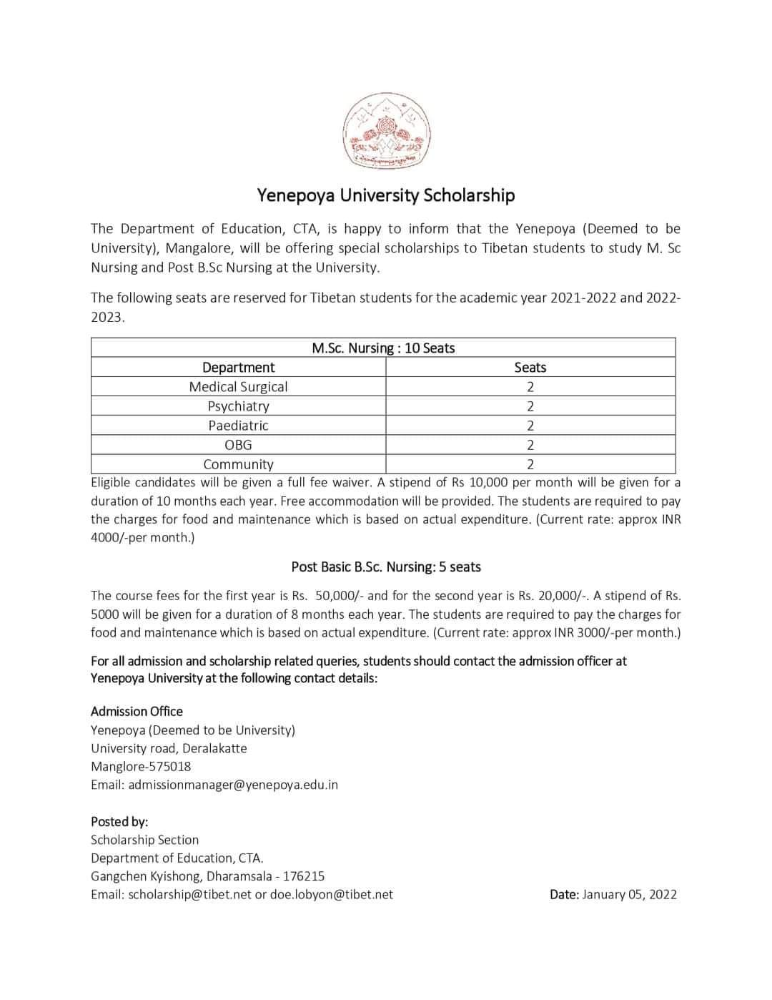 Yenepoya University Scholarship
The Department of Education, CTA, is happy to inform that the Yenepoya (Deemed to be
University), Mangalore, will be offering special scholarships to Tibetan students to study M. Sc
Nursing and Post B.Sc Nursing at the University.
The following seats are reserved for Tibetan students for the academic year 2021-2022 and 2022-
2023.
M.Sc. Nursing : 10 Seats
Department Seats
Medical Surgical 2
Psychiatry 2
Paediatric 2
OBG 2
Community 2
Eligible candidates will be given a full fee waiver. A stipend of Rs 10,000 per month will be given for a
duration of 10 months each year. Free accommodation will be provided. The students are required to pay
the charges for food and maintenance which is based on actual expenditure. (Current rate: approx INR
4000/-per month.)
Post Basic B.Sc. Nursing: 5 seats
The course fees for the first year is Rs. 50,000/- and for the second year is Rs. 20,000/-. A stipend of Rs.
5000 will be given for a duration of 8 months each year. The students are required to pay the charges for
food and maintenance which is based on actual expenditure. (Current rate: approx INR 3000/-per month.)
For all admission and scholarship related queries, students should contact the admission officer at
Yenepoya University at the following contact details:
Admission Office
Yenepoya (Deemed to be University)
University road, Deralakatte
Manglore-575018
Email: admissionmanager@yenepoya.edu.in
Posted by:
Scholarship Section
Department of Education, CTA.
Gangchen Kyishong, Dharamsala - 176215
Email: scholarship@tibet.net or doe.lobyon@tibet.net Date: January 05, 2022